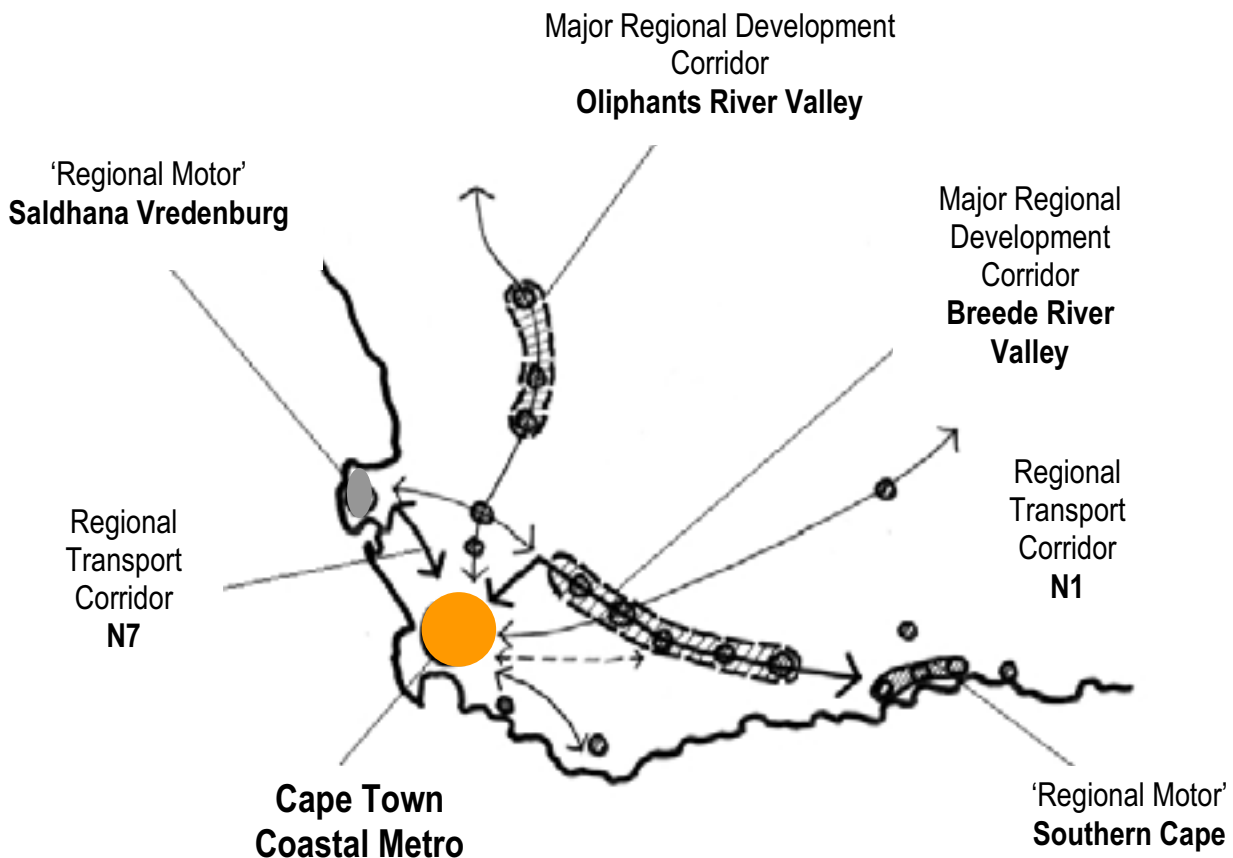 Major Regional Development
Corridor
Oliphants River Valley
‘Regional Motor’
Saldhana Vredenburg
Major Regional
Development
Corridor
Breede River
Valley
Regional
Transport
Corridor
N1
Regional
Transport
Corridor
N7
Cape Town
Coastal Metro
‘Regional Motor’
Southern Cape